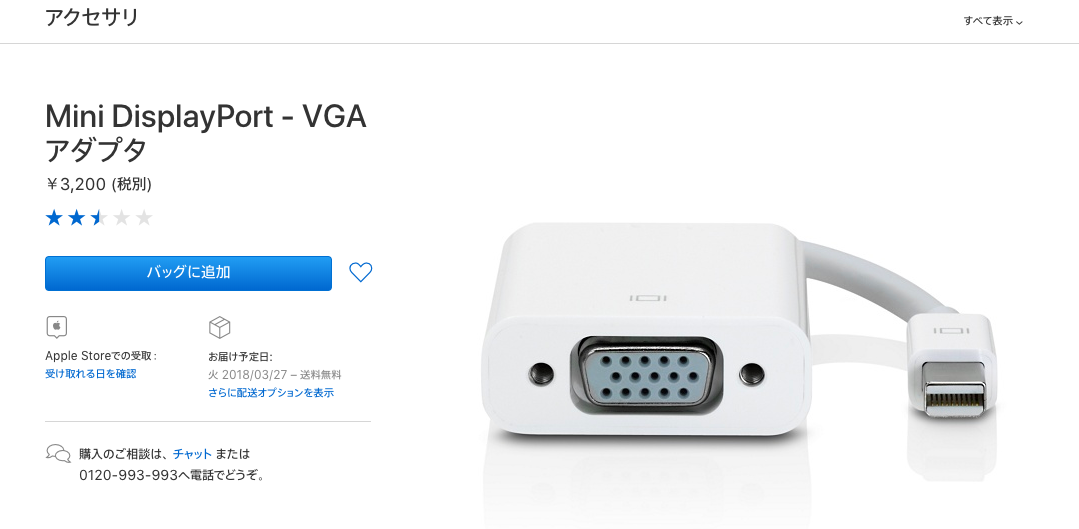 アクセサリ
すべて表示
Mini DisplayPort - VGA
アダプタ
￥3,200 (税別)
バッグに追加
Apple Storeでの受取：
受け取れる日を確認
お届け予定日:
火 2018/03/27 – 送料無料
さらに配送オプションを表示
購入のご相談は、チャット または
0120-993-993へ電話でどうぞ。